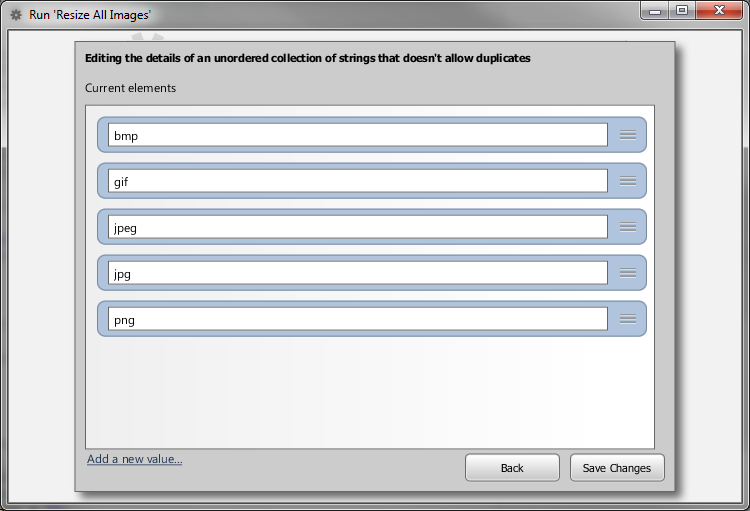 Run 'Resize All Images'
Editing the details of an unordered collection of strings that doesn't allow duplicates
Current elements
bmp
gif
jpeg
jpg
png
Add a new value...
Back
Save Changes